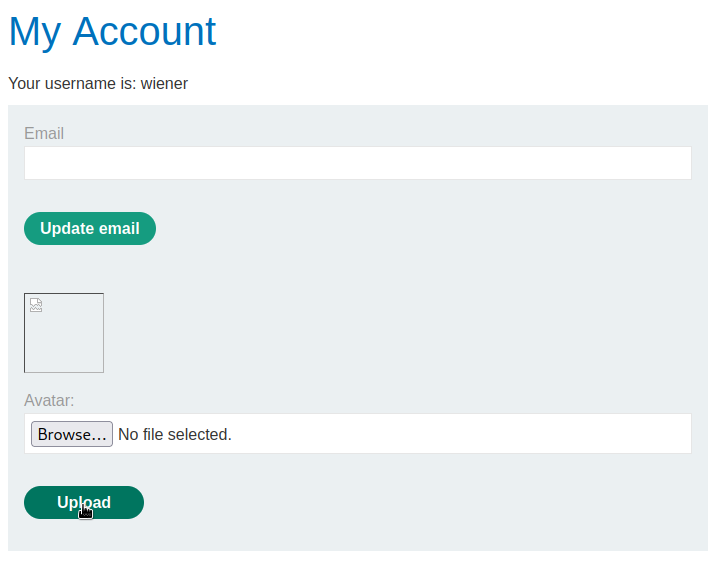 My Account
Your username is: wiener
Email
Update email
Avatar:
Browse... No file selected.
Upload